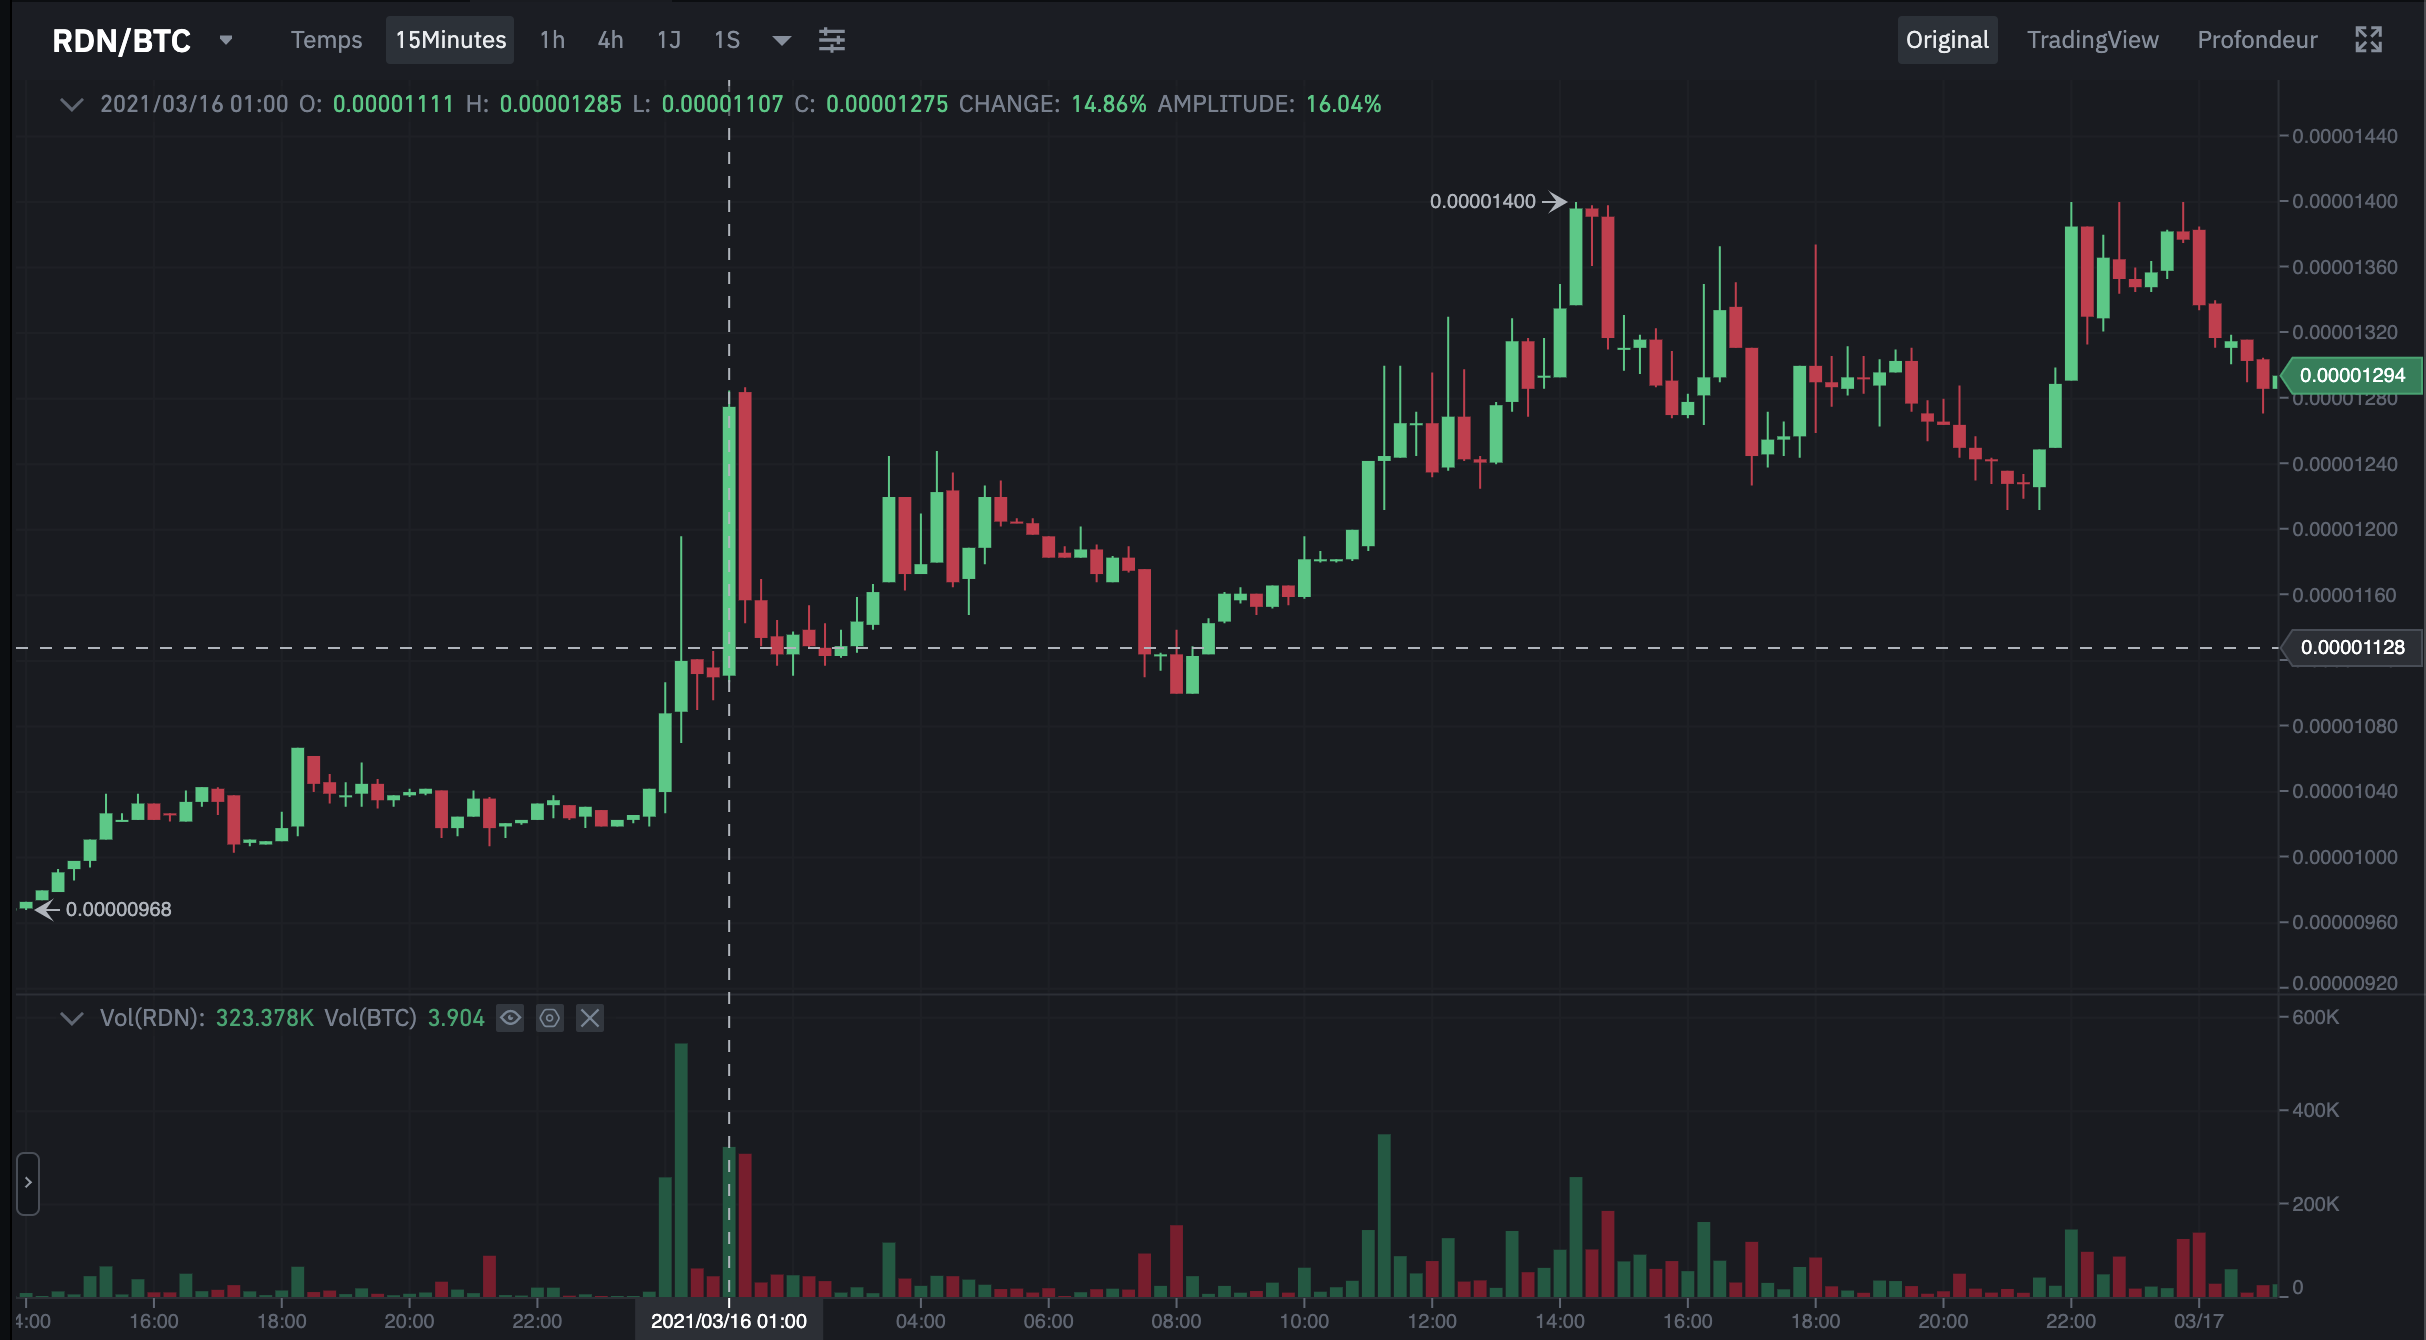 RDN/BTC Temps 15Minutes 1h 4h 1J 1S Original TradingView Profondeur
2021/03/16 01:00 O: 0.00001111 H: 0.00001285 L: 0.00001107 C: 0.00001275 CHANGE: 14.86% AMPLITUDE: 16.04%
0.00001440
0.00001400
0.00001400
0.00001360
0.00001320
0.00001294
0.00001280
0.00001240
0.00001200
0.00001160
0.00001128
0.00001080
0.00001040
0.00001000
0.00000968
0.00000960
0.00000920
Vol(RDN): 323.378K Vol(BTC) 3.904
600K
400K
200K
0
4:00 16:00 18:00 20:00 22:00 2021/03/16 01:00 04:00 06:00 08:00 10:00 12:00 14:00 16:00 18:00 20:00 22:00 03/17